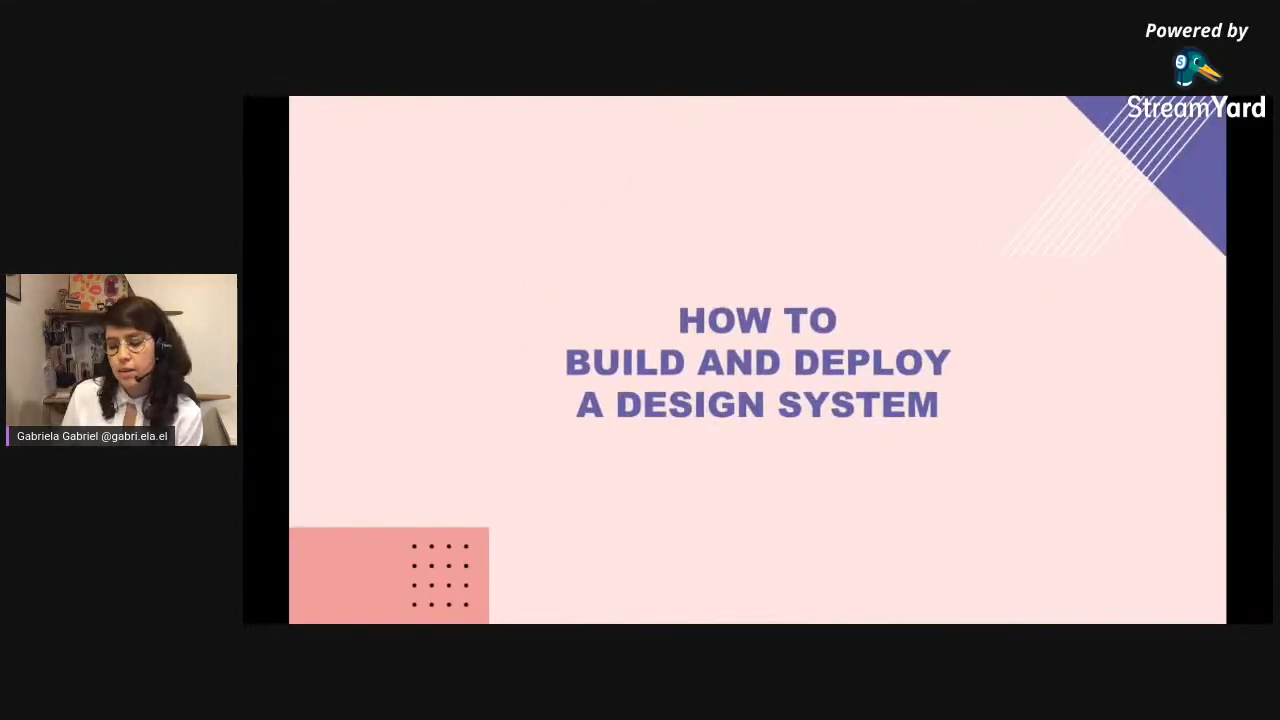 Powered by
StreamYard
HOW TO
BUILD AND DEPLOY
A DESIGN SYSTEM
Gabriela Gabriel @gabri.ela.el